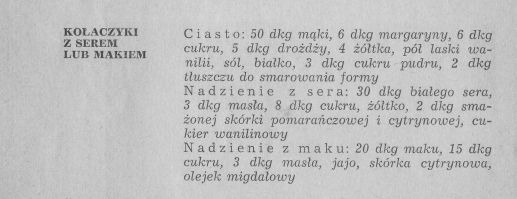 KOŁACZYKI
Z SEREM
LUB MAKIEM
Ciasto: 50 dkg mąki, 6 dkg margaryny, 6 dkg
cukru, 5 dkg drożdży, 4 żółtka, pół laski wa-
nilii, sól, białko, 3 dkg cukru pudru, 2 dkg
tłuszczu do smarowania formy
Nadzienie z sera: 30 dkg białego sera,
3 dkg masła, 8 dkg cukru, żółtko, 2 dkg sma-
żonej skórki pomarańczowej i cytrynowej, cu-
kier wanilinowy
Nadzienie z maku: 20 dkg maku, 15 dkg
cukru, 3 dkg masła, jajo, skórka cytrynowa,
olejek migdałowy